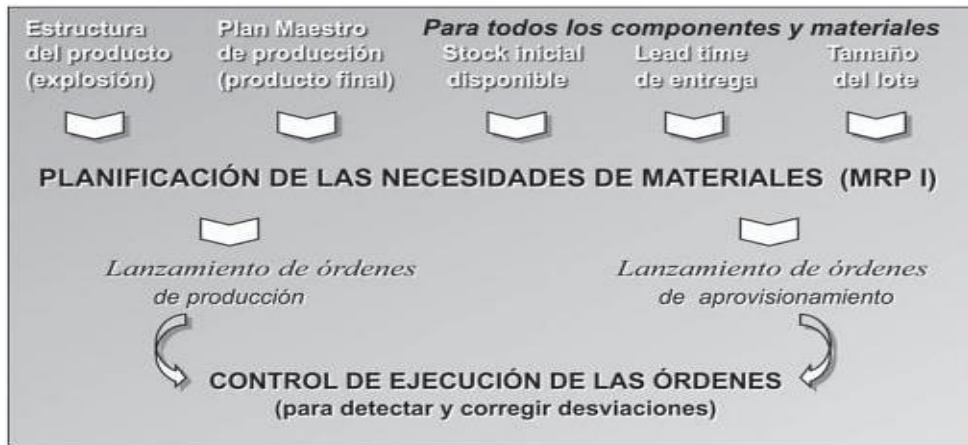 Estructura
del producto
(explosión)
Plan Maestro
de producción
(producto final)
Para todos los componentes y materiales
Stock inicial
disponible
Lead time
de entrega
Tamaño
del lote
PLANIFICACIÓN DE LAS NECESIDADES DE MATERIALES (MRP I)
Lanzamiento de órdenes
de producción
Lanzamiento de órdenes
de aprovisionamiento
CONTROL DE EJECUCIÓN DE LAS ÓRDENES
(para detectar y corregir desviaciones)